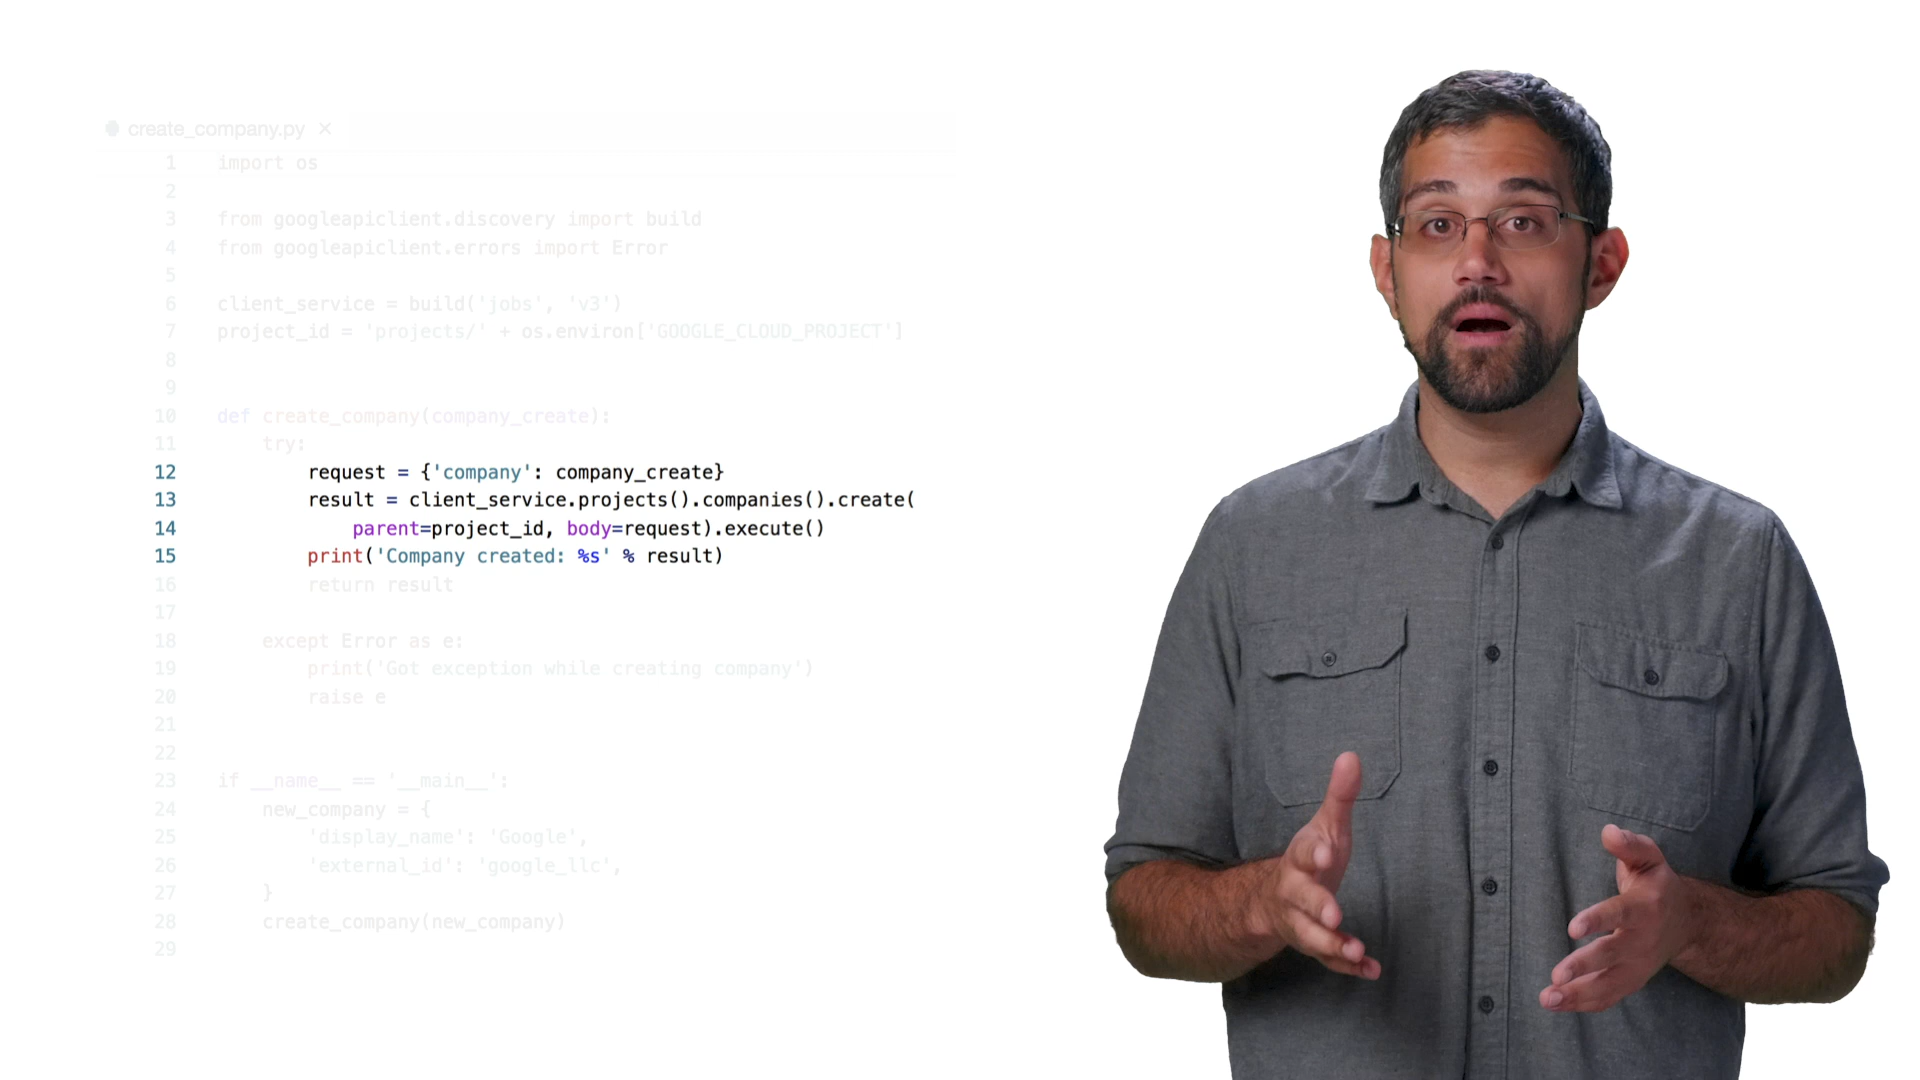 create_company.py ×
1 import os
2
3 from googleapiclient.discovery import build
4 from googleapiclient.errors import Error
5
6 client_service = build('jobs', 'v3')
7 project_id = 'projects/' + os.environ['GOOGLE_CLOUD_PROJECT']
8
9
10 def create_company(company_create):
11     try:
12         request = {'company': company_create}
13         result = client_service.projects().companies().create(
14             parent=project_id, body=request).execute()
15         print('Company created: %s' % result)
16         return result
17
18     except Error as e:
19         print('Got exception while creating company')
20         raise e
21
22
23 if __name__ == '__main__':
24     new_company = {
25         'display_name': 'Google',
26         'external_id': 'google_llc',
27     }
28     create_company(new_company)
29